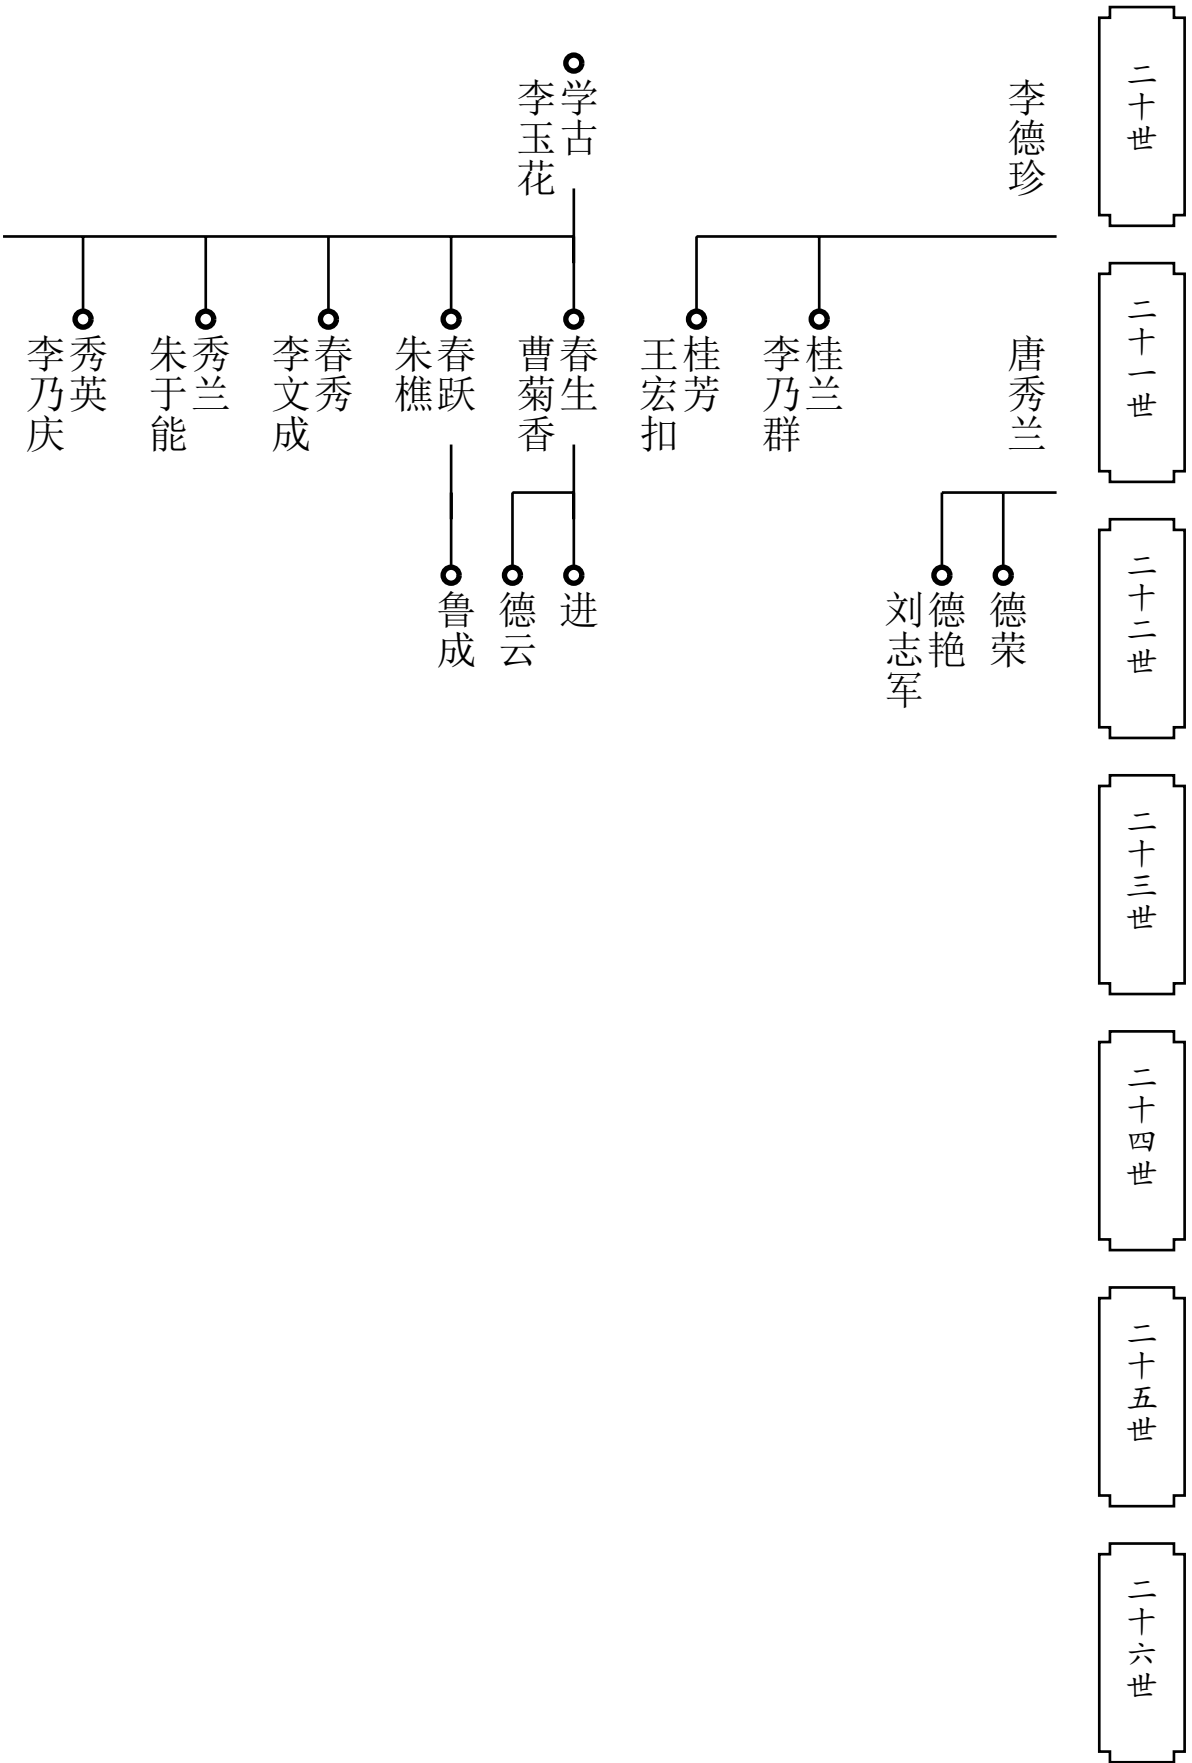 二十世
李德珍
学古
李玉花
二十一世
唐秀兰
桂兰
李乃群
桂芳
王宏扣
春生
曹菊香
春跃
朱樵
春秀
李文成
秀兰
朱于能
秀英
李乃庆
二十二世
德荣
德艳
刘志军
进
德云
鲁成
二十三世
二十四世
二十五世
二十六世